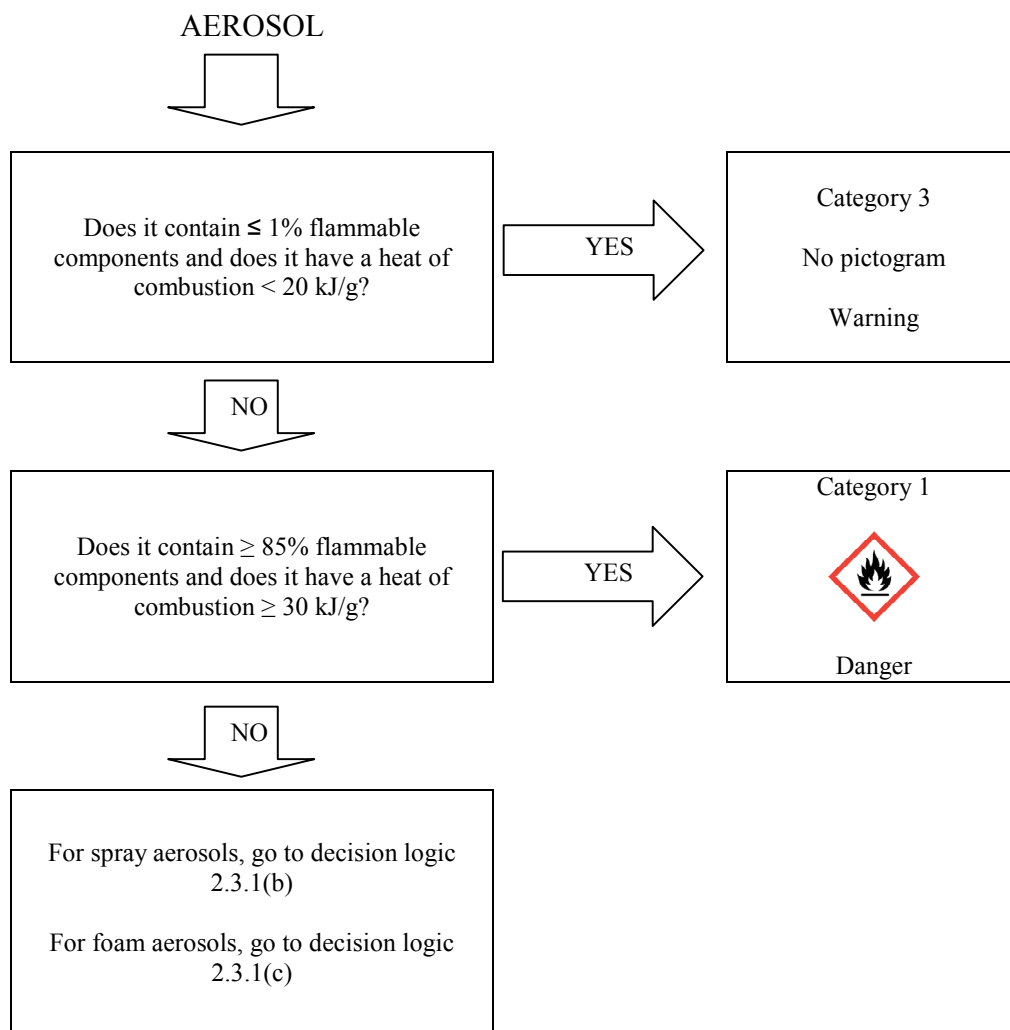 AEROSOL
Does it contain ≤ 1% flammable
components and does it have a heat of
combustion < 20 kJ/g?
YES
Category 3
No pictogram
Warning
NO
Does it contain ≥ 85% flammable
components and does it have a heat of
combustion ≥ 30 kJ/g?
YES
Category 1
Danger
NO
For spray aerosols, go to decision logic
2.3.1(b)
For foam aerosols, go to decision logic
2.3.1(c)